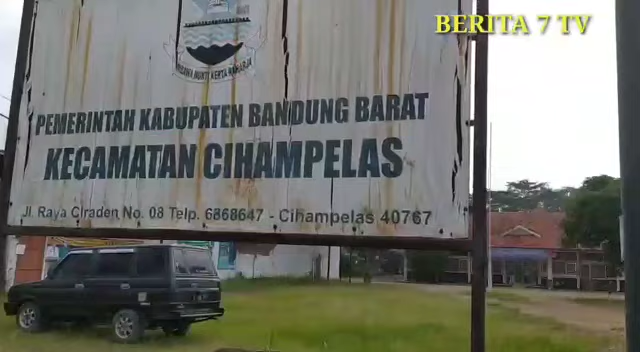 BERITA 7 TV
PEMERINTAH KABUPATEN BANDUNG BARAT
KECAMATAN CIHAMPELAS
Jl. Raya Ciraden No. 08 Telp. 6868647 - Cihampelas 40767